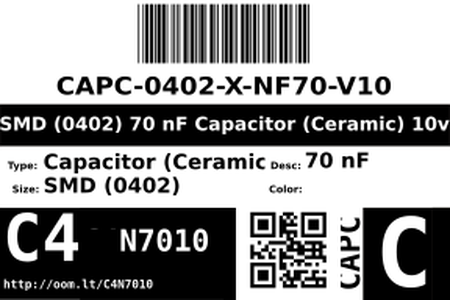 CAPC-0402-X-NF70-V10
SMD (0402) 70 nF Capacitor (Ceramic) 10v
Type: Capacitor (Ceramic Desc: 70 nF
Size: SMD (0402) Color:
C4 N7010 CAPC C
http://oom.lt/C4N7010